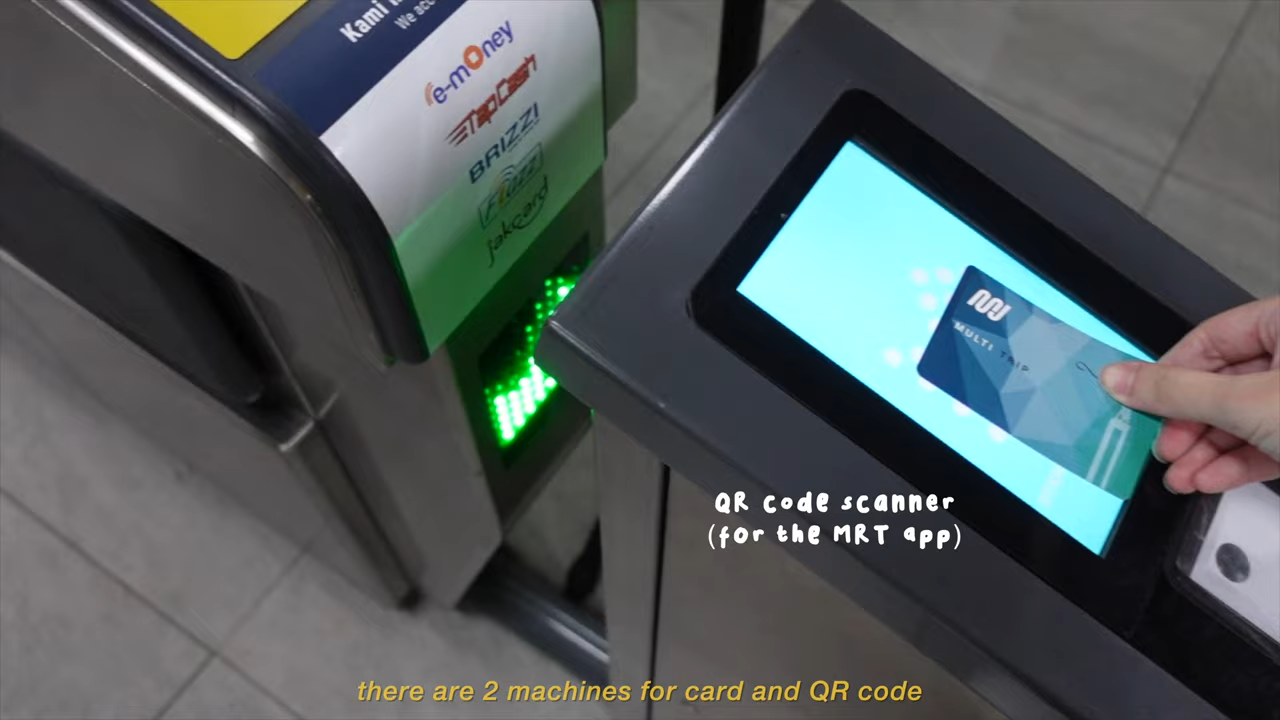 Kami
We acc
e-money
TapCash
BRIZZI
Flazz
jakcard
MULTI TRIP
QR code scanner
(for the MRT app)
there are 2 machines for card and QR code